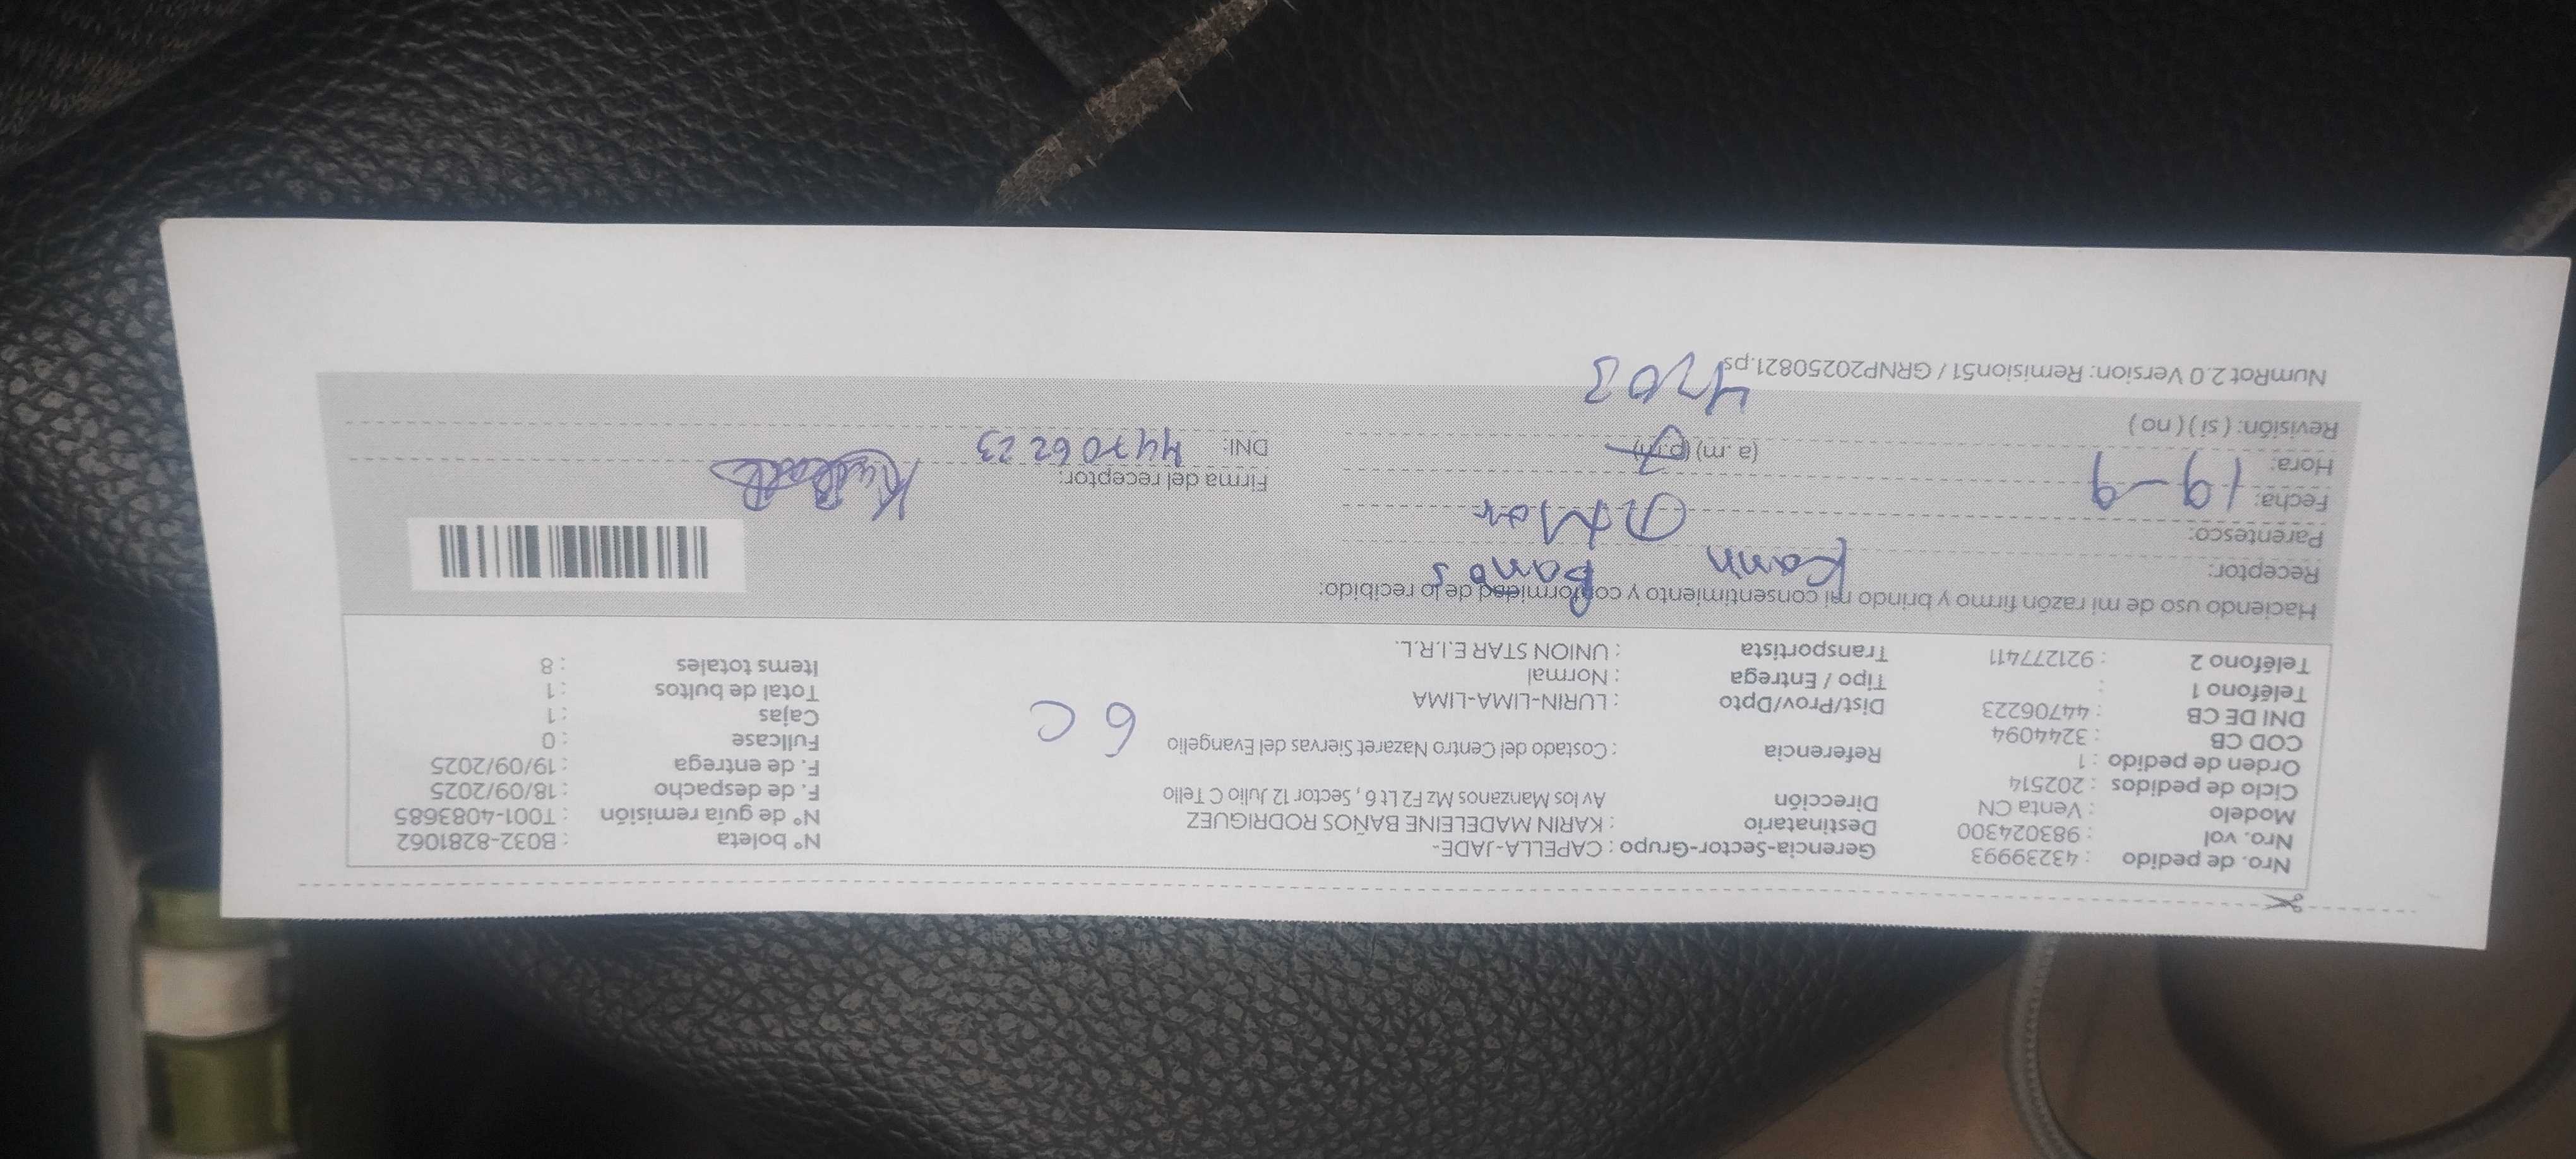 Nro. de pedido : 43239993 Gerencia-Sector-Grupo : CAPELLA-JADE- N° boleta : B032-8281062
Nro. vol : 983024300 Destinatario : KARIN MADELEINE BAÑOS RODRIGUEZ N° de guía remisión : T001-4083685
Modelo : Venta CN Dirección Av los Manzanos Mz F2 Lt 6 , Sector 12 Julio C Tello F. de despacho : 18/09/2025
Ciclo de pedidos : 202514 F. de entrega : 19/09/2025
Orden de pedido : 1 Referencia : Costado del Centro Nazaret Siervas del Evangelio 6 C Fullcase : 0
COD CB : 3244094 Cajas : 1
DNI DE CB : 44706223 Dist/Prov/Dpto : LURIN-LIMA-LIMA Total de bultos : 1
Teléfono 1 : Tipo / Entrega : Normal Items totales : 8
Teléfono 2 : 921277411 Transportista : UNION STAR E.I.R.L.
Haciendo uso de mi razón firmo y brindo mi consentimiento y conformidad de lo recibido:
Receptor: Karin Baños
Parentesco:
Fecha: 19-9 Firma del receptor:
Hora: (a.m) (p.m) DNI: 44706223
Revisión: ( si ) ( no )
NumRot 2.0 Version: Remision51 / GRNP20250821.ps